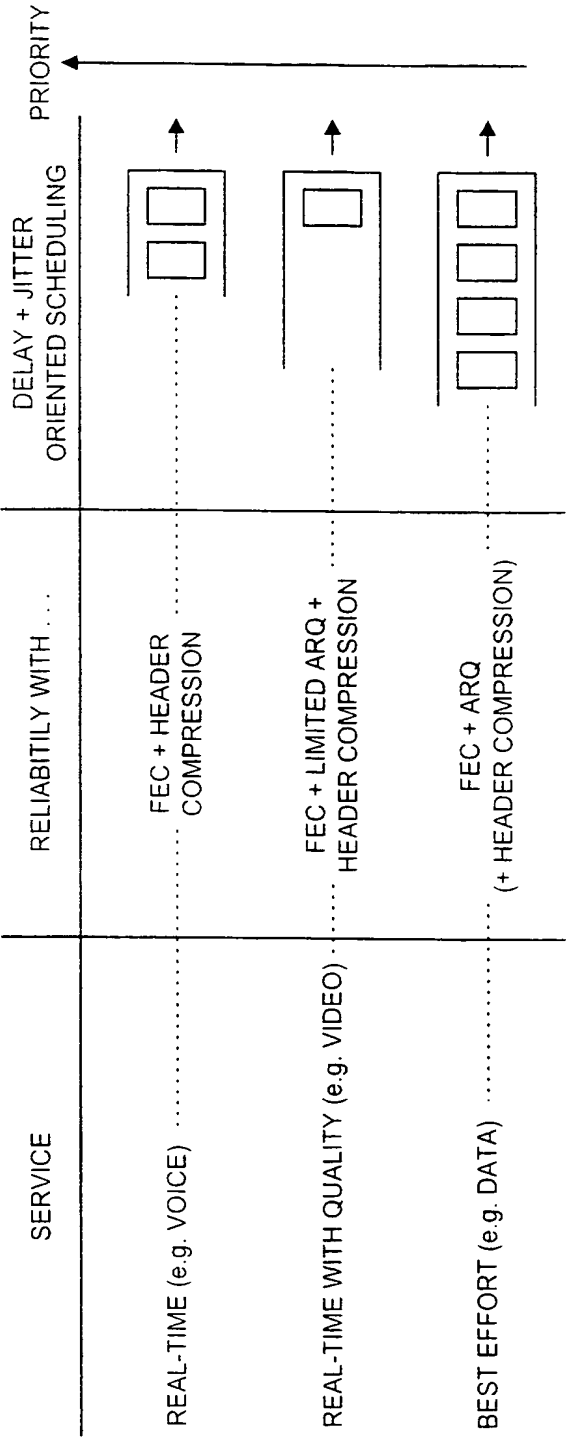 SERVICE
RELIABITILY WITH . . .
DELAY + JITTER
ORIENTED SCHEDULING
PRIORITY
REAL-TIME (e.g. VOICE)
FEC + HEADER
COMPRESSION
REAL-TIME WITH QUALITY (e.g. VIDEO)
FEC + LIMITED ARQ +
HEADER COMPRESSION
BEST EFFORT (e.g. DATA)
FEC + ARQ
(+ HEADER COMPRESSION)